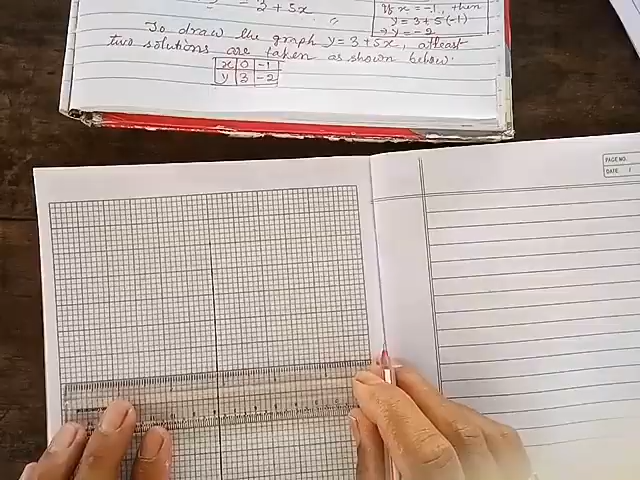 = 3 + 5x
If x = -1, then
y = 3 + 5(-1)
⇒ y = -2
To draw the graph y = 3 + 5x, atleast
two solutions are taken as shown below.
x 0 -1
y 3 -2
PAGE NO.
DATE /